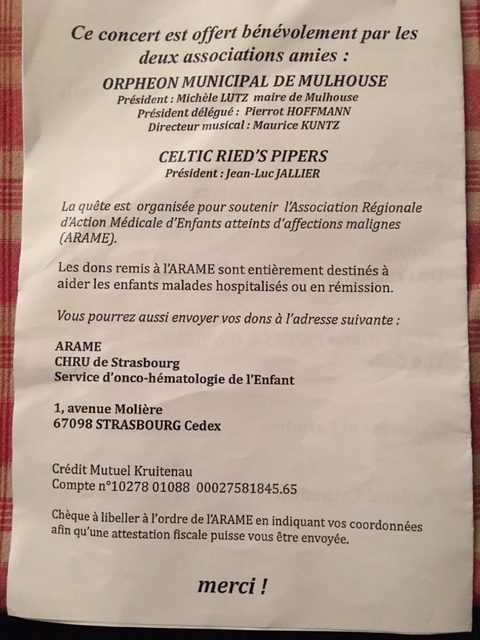 Ce concert est offert bénévolement par les
deux associations amies :
ORPHEON MUNICIPAL DE MULHOUSE
Président : Michèle LUTZ maire de Mulhouse
Président délégué : Pierrot HOFFMANN
Directeur musical : Maurice KUNTZ
CELTIC RIED'S PIPERS
Président : Jean-Luc JALLIER
La quête est organisée pour soutenir l'Association Régionale
d'Action Médicale d'Enfants atteints d'affections malignes
(ARAME).
Les dons remis à l'ARAME sont entièrement destinés à
aider les enfants malades hospitalisés ou en rémission.
Vous pourrez aussi envoyer vos dons à l'adresse suivante :
ARAME
CHRU de Strasbourg
Service d'onco-hématologie de l'Enfant
1, avenue Molière
67098 STRASBOURG Cedex
Crédit Mutuel Kruitenau
Compte n°10278 01088 00027581845.65
Chèque à libeller à l'ordre de l'ARAME en indiquant vos coordonnées
afin qu'une attestation fiscale puisse vous être envoyée.
merci !